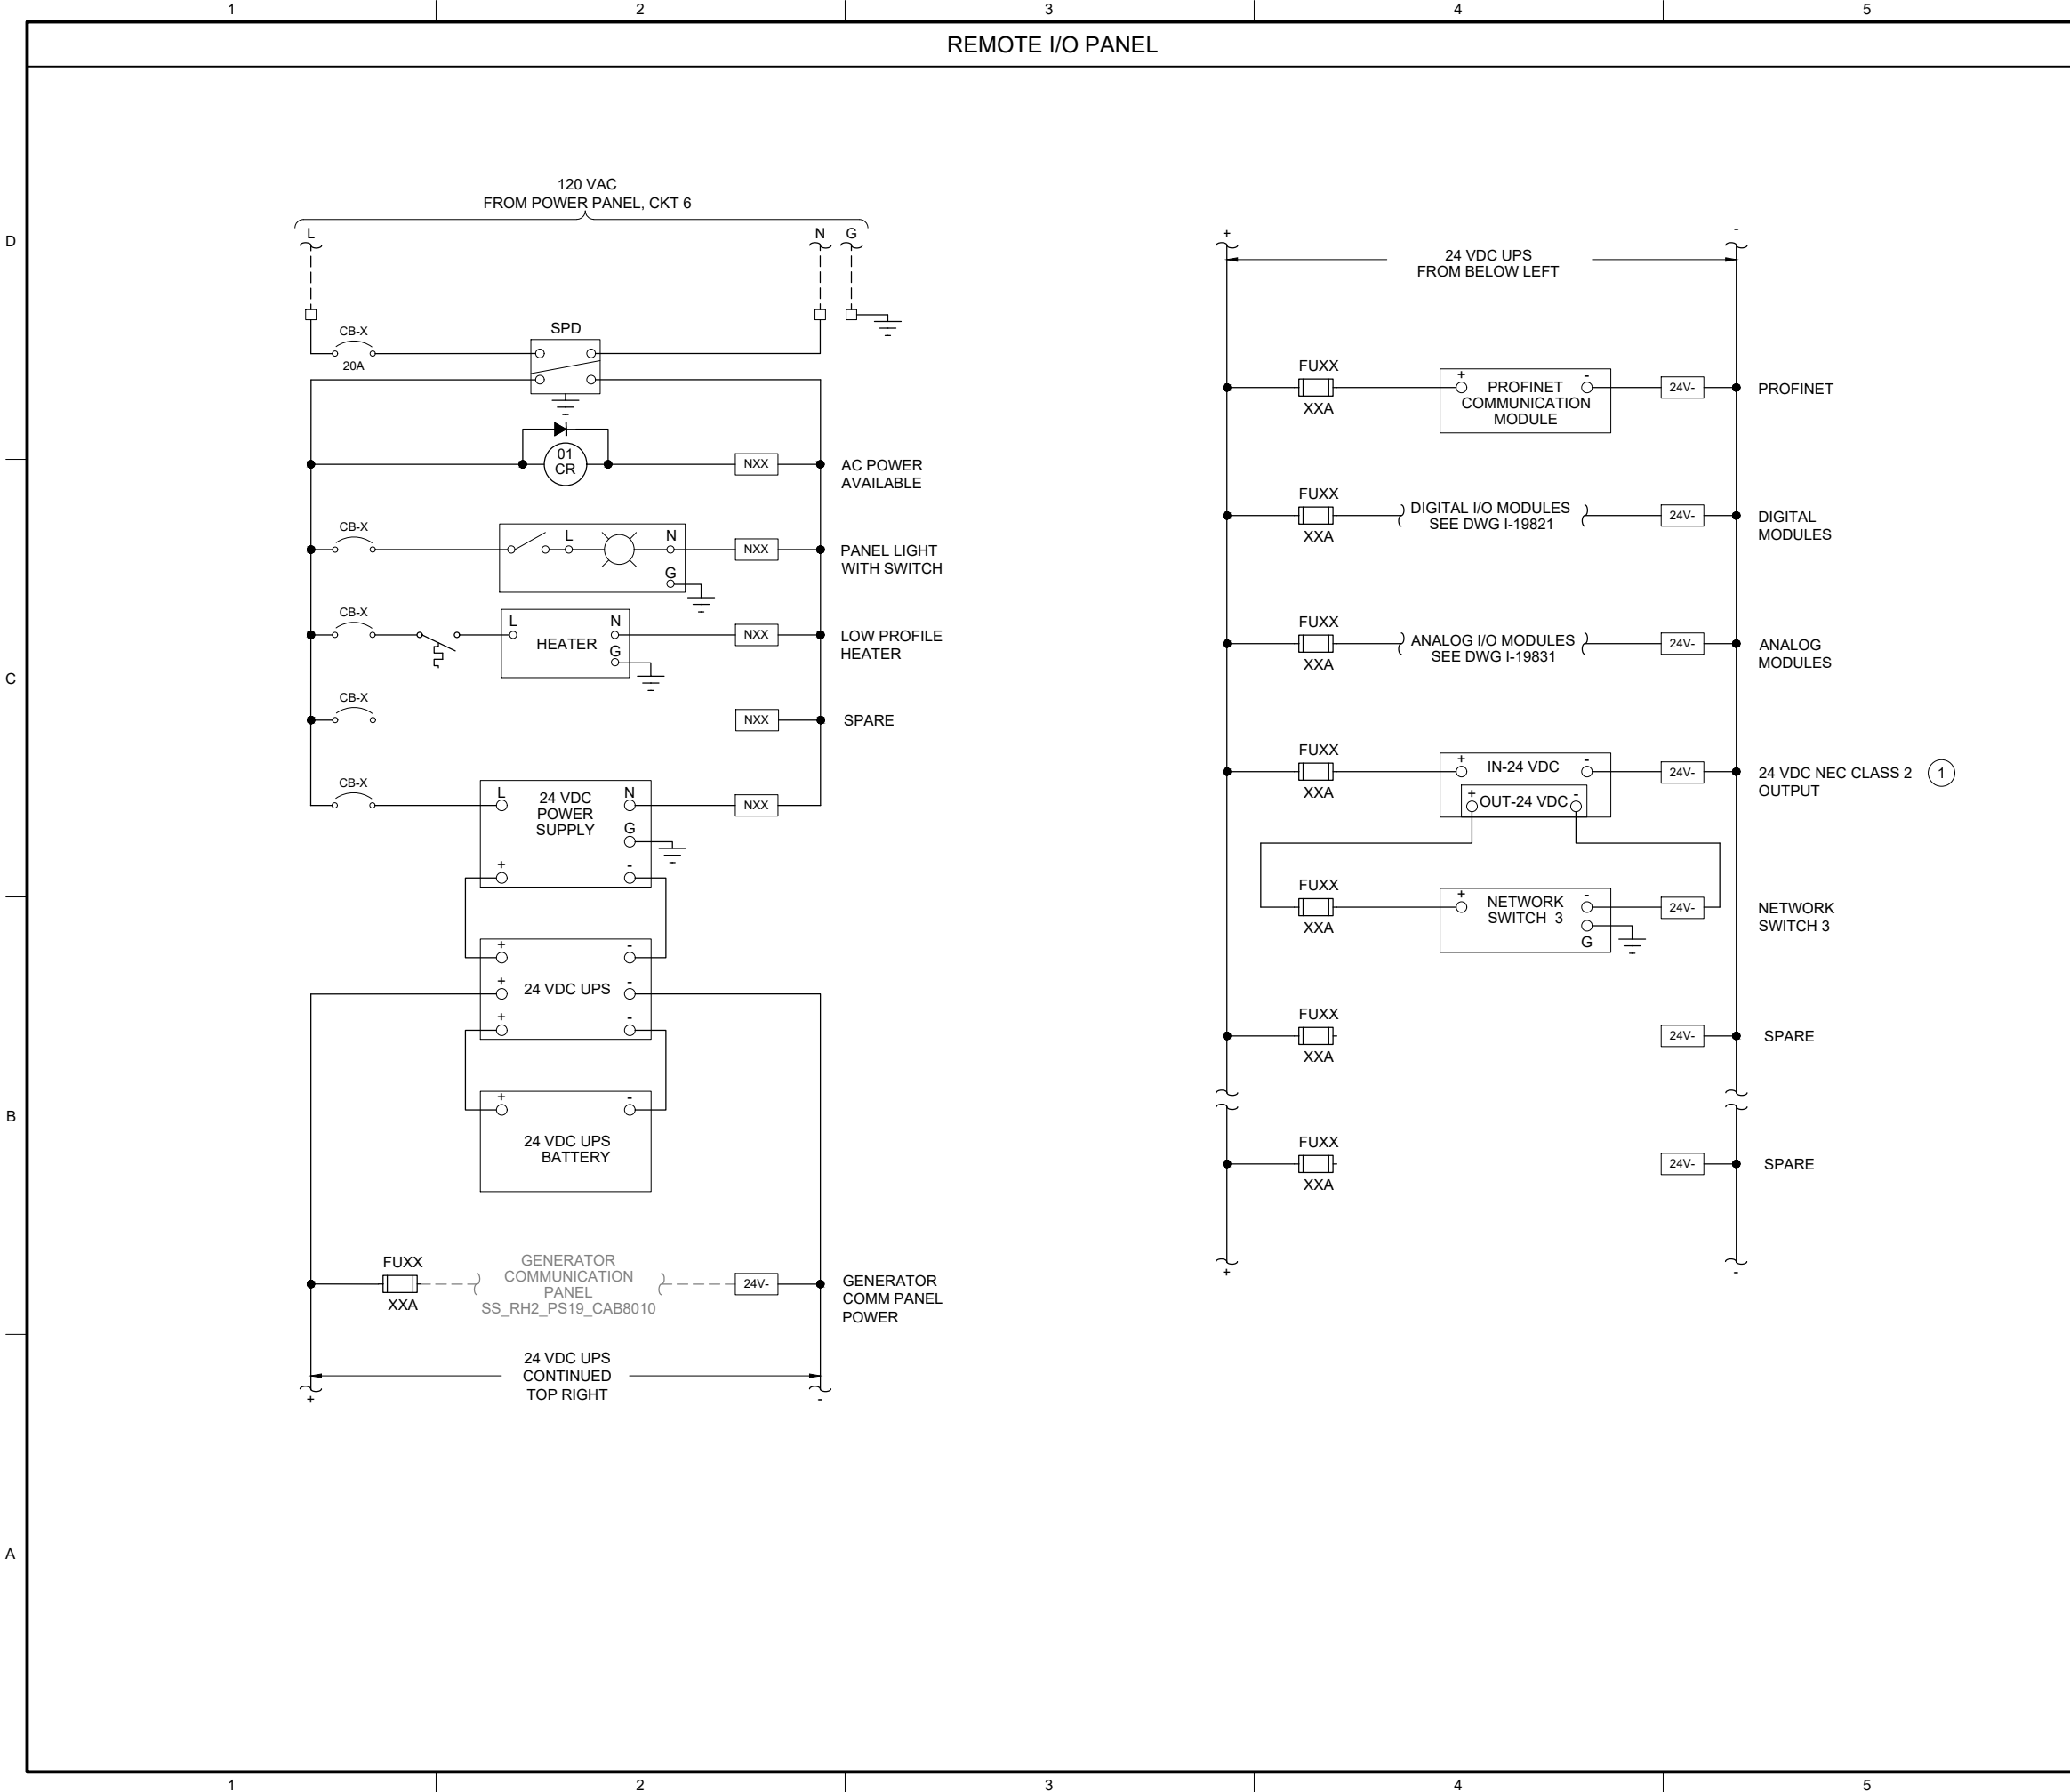 1 2 3 4 5
REMOTE I/O PANEL
D
C
B
A
120 VAC
FROM POWER PANEL, CKT 6
L N G
CB-X
20A
SPD
01
CR
NXX
AC POWER
AVAILABLE
CB-X
L N
G
NXX
PANEL LIGHT
WITH SWITCH
CB-X
L N
HEATER
G
NXX
LOW PROFILE
HEATER
CB-X
NXX
SPARE
CB-X
L N
24 VDC
POWER
SUPPLY
G
+ -
NXX
+ -
+ -
24 VDC UPS
+ -
+ -
24 VDC UPS
BATTERY
FUXX
XXA
GENERATOR
COMMUNICATION
PANEL
SS_RH2_PS19_CAB8010
24V-
GENERATOR
COMM PANEL
POWER
24 VDC UPS
CONTINUED
TOP RIGHT
+ -
+ -
24 VDC UPS
FROM BELOW LEFT
FUXX
XXA
+ -
PROFINET
COMMUNICATION
MODULE
24V-
PROFINET
FUXX
XXA
DIGITAL I/O MODULES
SEE DWG I-19821
24V-
DIGITAL
MODULES
FUXX
XXA
ANALOG I/O MODULES
SEE DWG I-19831
24V-
ANALOG
MODULES
FUXX
XXA
+ -
IN-24 VDC
+ -
OUT-24 VDC
24V-
24 VDC NEC CLASS 2 1
OUTPUT
FUXX
XXA
+ -
NETWORK
SWITCH 3
G
24V-
NETWORK
SWITCH 3
FUXX
XXA
24V-
SPARE
FUXX
XXA
24V-
SPARE
+ -
1 2 3 4 5